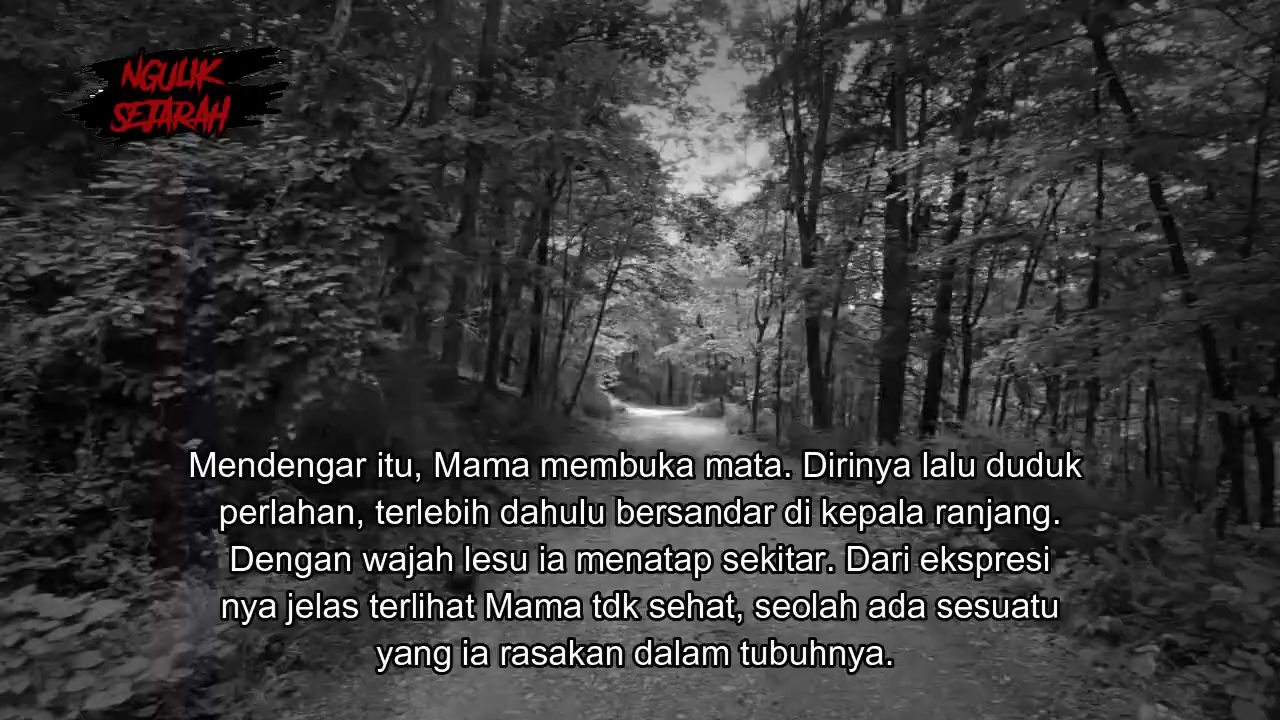 NGULIK
SEJARAH
Mendengar itu, Mama membuka mata. Dirinya lalu duduk
perlahan, terlebih dahulu bersandar di kepala ranjang.
Dengan wajah lesu ia menatap sekitar. Dari ekspresi
nya jelas terlihat Mama tdk sehat, seolah ada sesuatu
yang ia rasakan dalam tubuhnya.